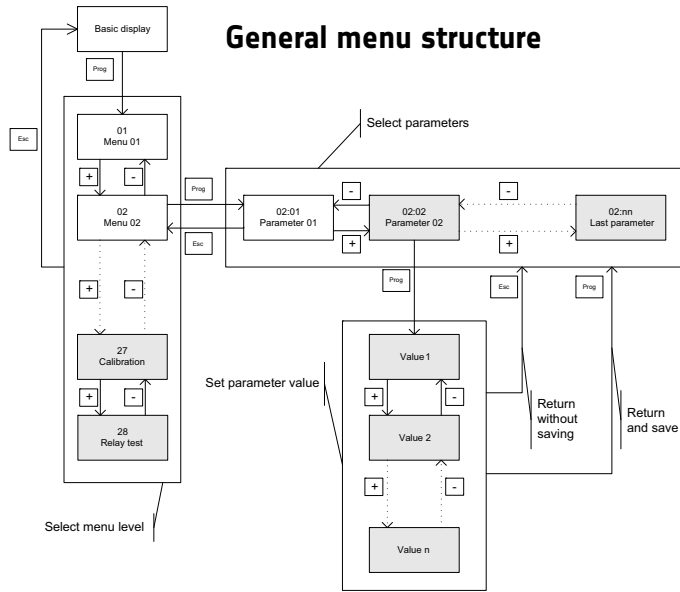 General menu structure
Basic display
Prog
Esc
01
Menu 01
+
-
02
Menu 02
Prog
Esc
Select parameters
02:01
Parameter 01
-
+
02:02
Parameter 02
-
+
02:nn
Last parameter
+
-
27
Calibration
+
-
28
Relay test
Select menu level
Prog
Esc
Prog
Set parameter value
Value 1
+
-
Value 2
+
-
Value n
Return
without
saving
Return
and save